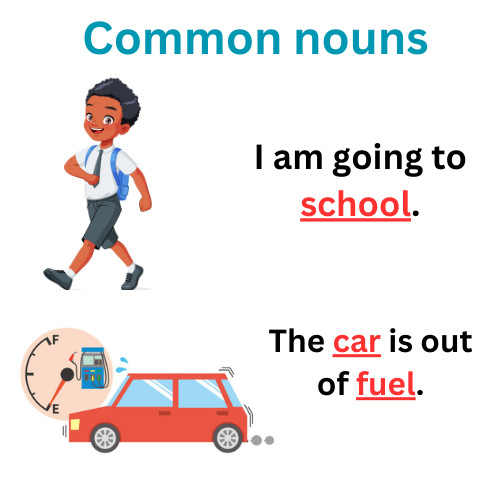 Common nouns
I am going to
school.
F
The car is out
of fuel.
E